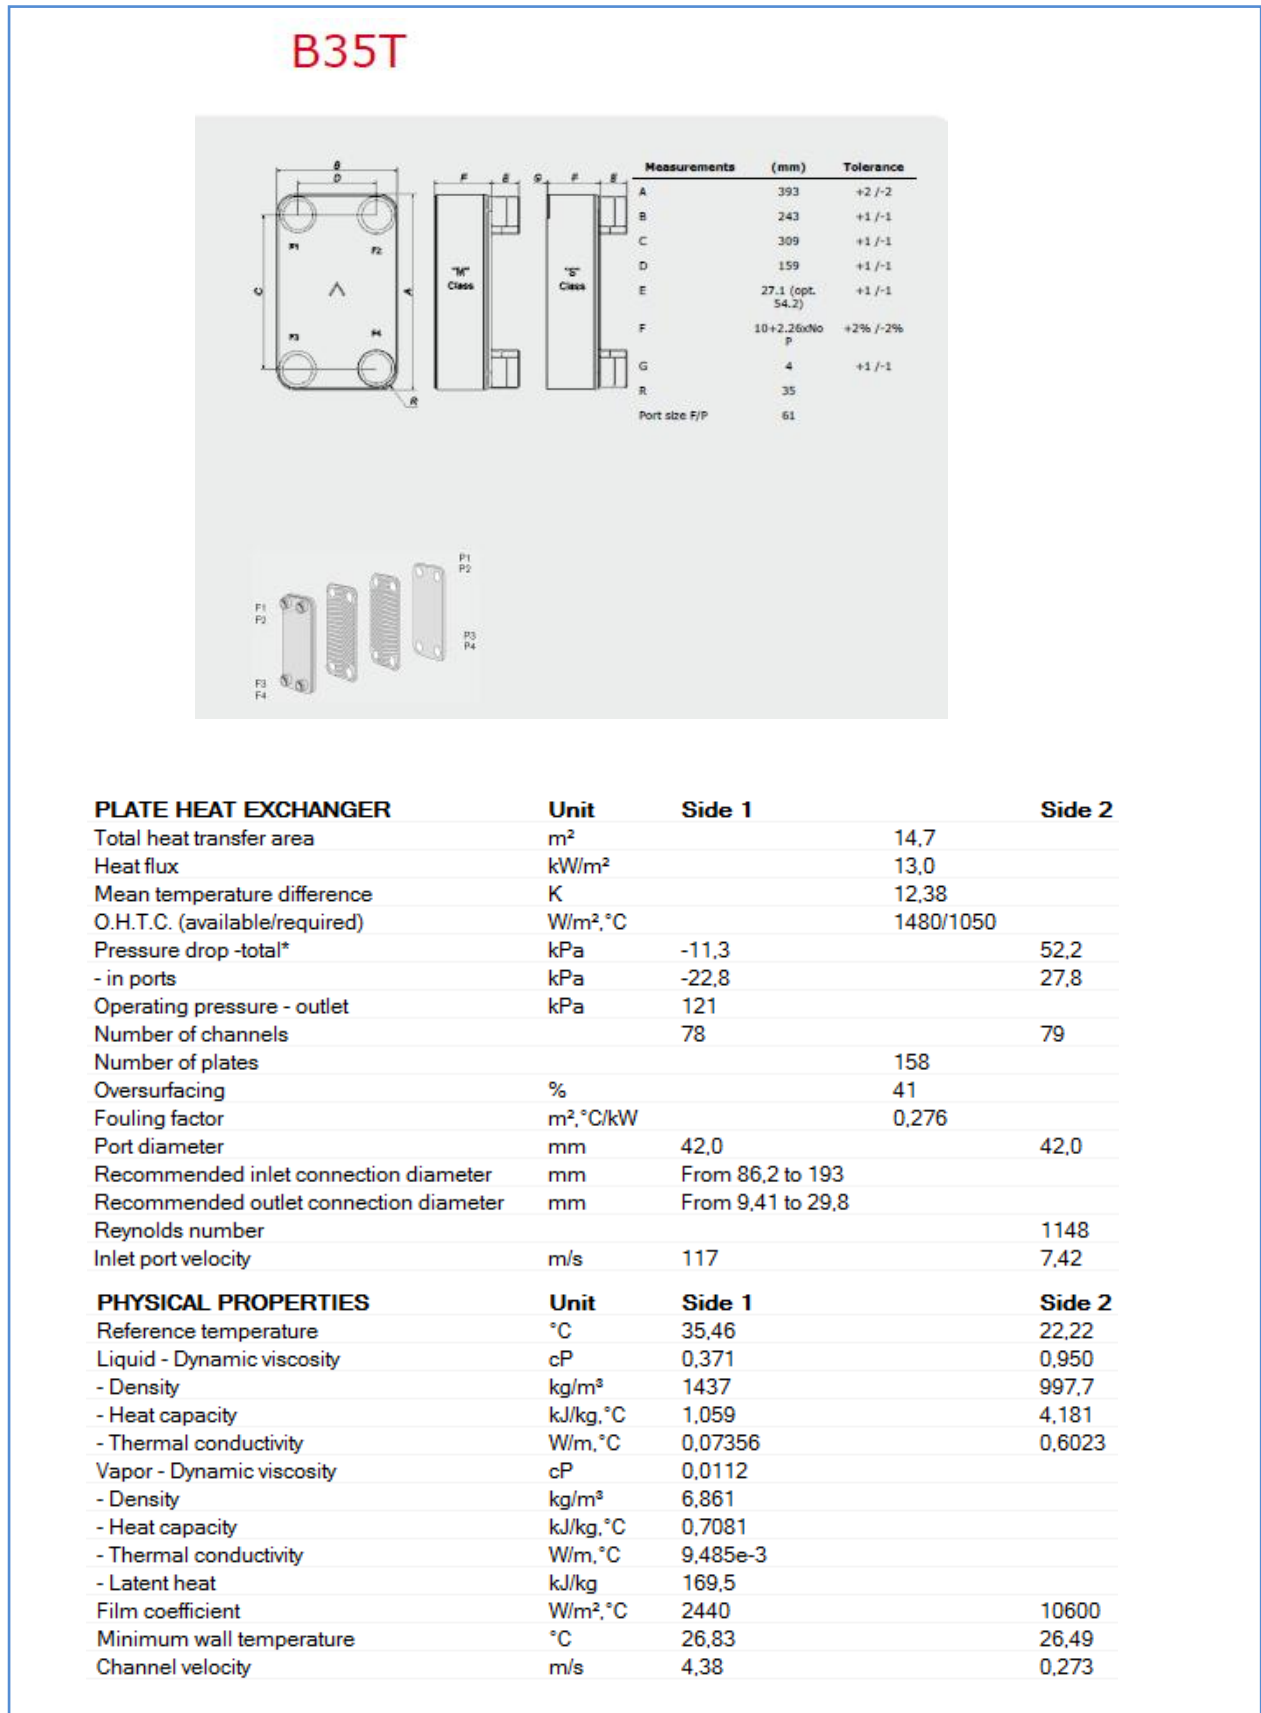 B35T
B
D
F1
F2
F3
F4
C
A
R
F
E
"M"
Class
G
F
E
"S"
Class
Measurements (mm) Tolerance
A 393 +2 /-2
B 243 +1 /-1
C 309 +1 /-1
D 159 +1 /-1
E 27.1 (opt. 54.2) +1 /-1
F 10+2.26xNoP +2% /-2%
G 4 +1 /-1
R 35
Port size F/P 61
F1
P2
F3
F4
P1
P2
P3
P4
PLATE HEAT EXCHANGER Unit Side 1 Side 2
Total heat transfer area m² 14,7
Heat flux kW/m² 13,0
Mean temperature difference K 12,38
O.H.T.C. (available/required) W/m²,°C 1480/1050
Pressure drop -total* kPa -11,3 52,2
- in ports kPa -22,8 27,8
Operating pressure - outlet kPa 121
Number of channels 78 79
Number of plates 158
Oversurfacing % 41
Fouling factor m²,°C/kW 0,276
Port diameter mm 42,0 42,0
Recommended inlet connection diameter mm From 86,2 to 193
Recommended outlet connection diameter mm From 9,41 to 29,8
Reynolds number 1148
Inlet port velocity m/s 117 7,42
PHYSICAL PROPERTIES Unit Side 1 Side 2
Reference temperature °C 35,46 22,22
Liquid - Dynamic viscosity cP 0,371 0,950
- Density kg/m³ 1437 997,7
- Heat capacity kJ/kg,°C 1,059 4,181
- Thermal conductivity W/m,°C 0,07356 0,6023
Vapor - Dynamic viscosity cP 0,0112
- Density kg/m³ 6,861
- Heat capacity kJ/kg,°C 0,7081
- Thermal conductivity W/m,°C 9,485e-3
- Latent heat kJ/kg 169,5
Film coefficient W/m²,°C 2440 10600
Minimum wall temperature °C 26,83 26,49
Channel velocity m/s 4,38 0,273